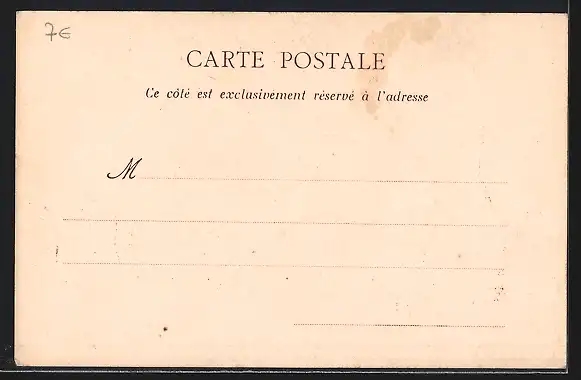 7€
CARTE POSTALE
Ce côté est exclusivement réservé à l'adresse
M